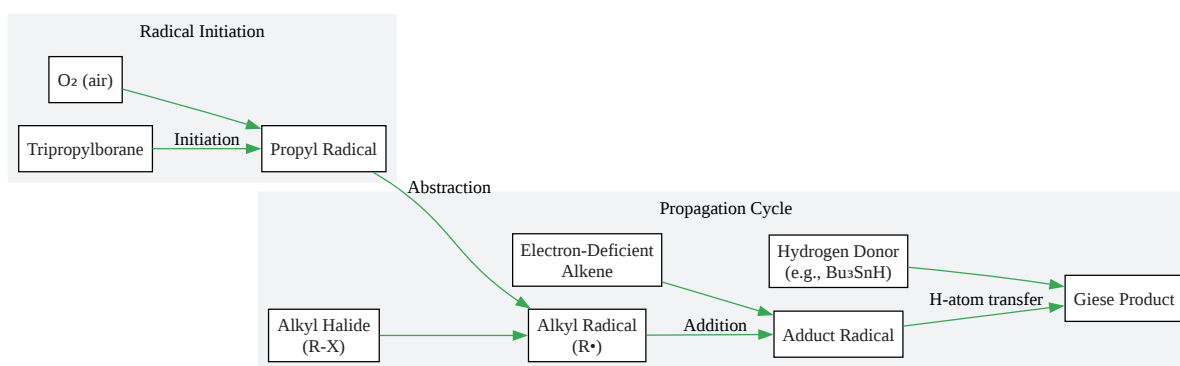 Radical Initiation
O₂ (air)
Tripropylborane
Initiation
Propyl Radical
Abstraction
Propagation Cycle
Electron-Deficient
Alkene
Hydrogen Donor
(e.g., Bu₃SnH)
Alkyl Halide
(R-X)
Alkyl Radical
(R•)
Addition
Adduct Radical
H-atom transfer
Giese Product